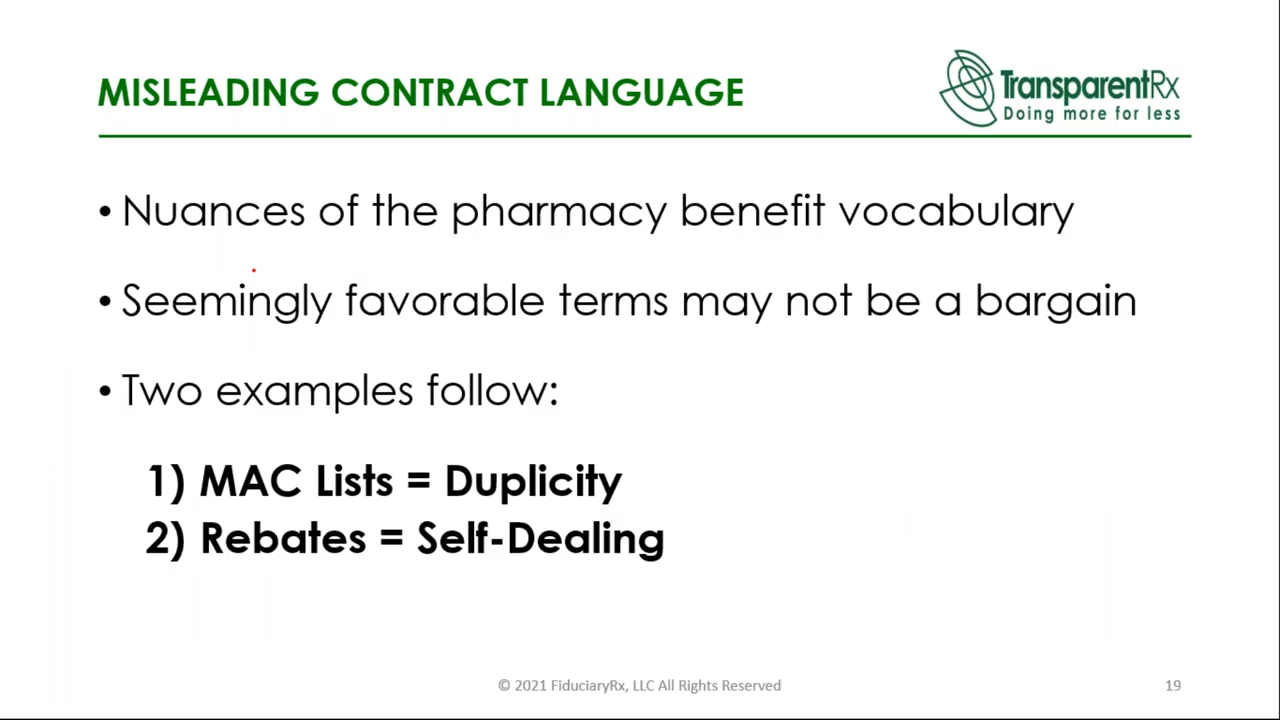 MISLEADING CONTRACT LANGUAGE
TransparentRx
Doing more for less
• Nuances of the pharmacy benefit vocabulary
• Seemingly favorable terms may not be a bargain
• Two examples follow:
1) MAC Lists = Duplicity
2) Rebates = Self-Dealing
© 2021 FiduciaryRx, LLC All Rights Reserved
19